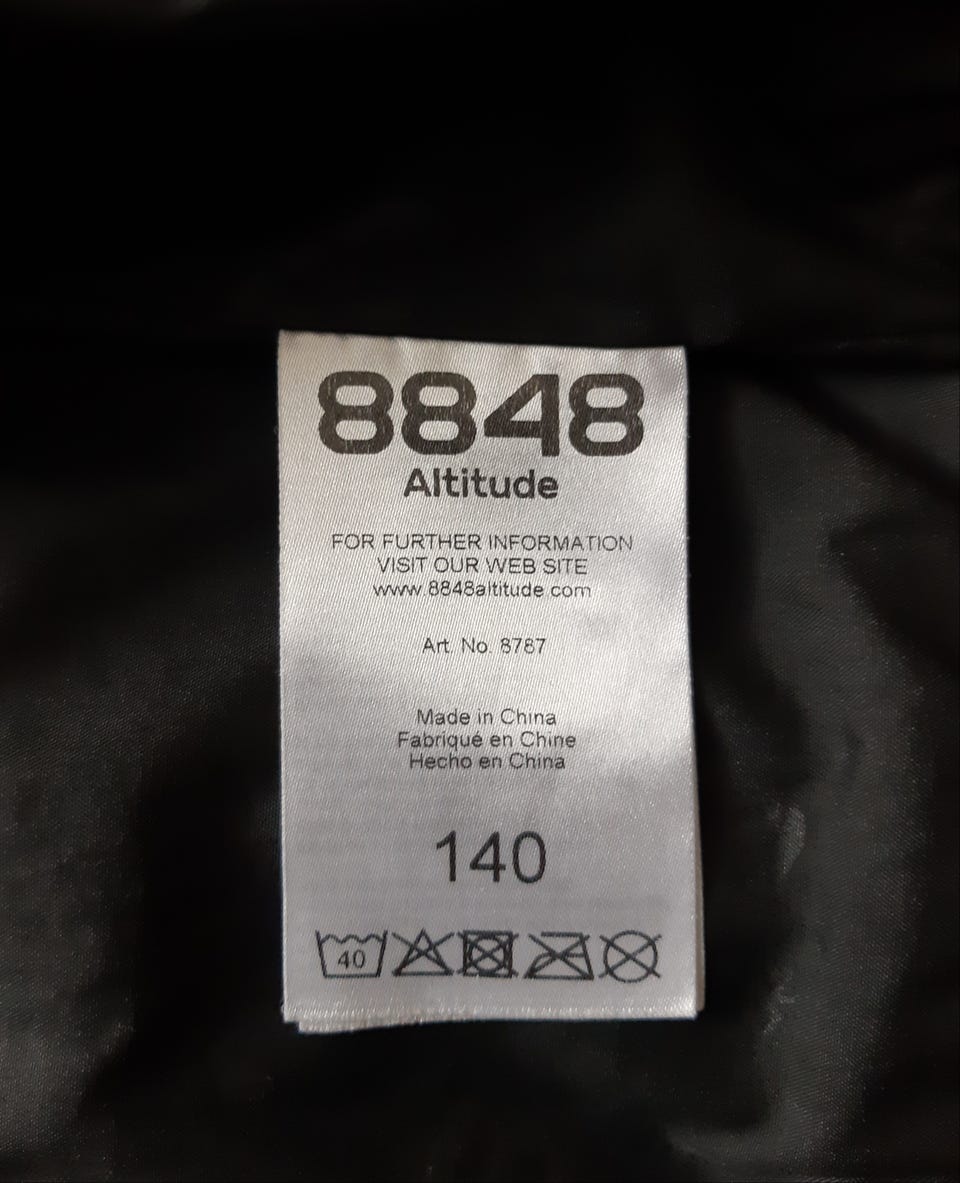 8848
Altitude
FOR FURTHER INFORMATION
VISIT OUR WEB SITE
www.8848altitude.com
Art. No. 8787
Made in China
Fabriqué en Chine
Hecho en China
140
40